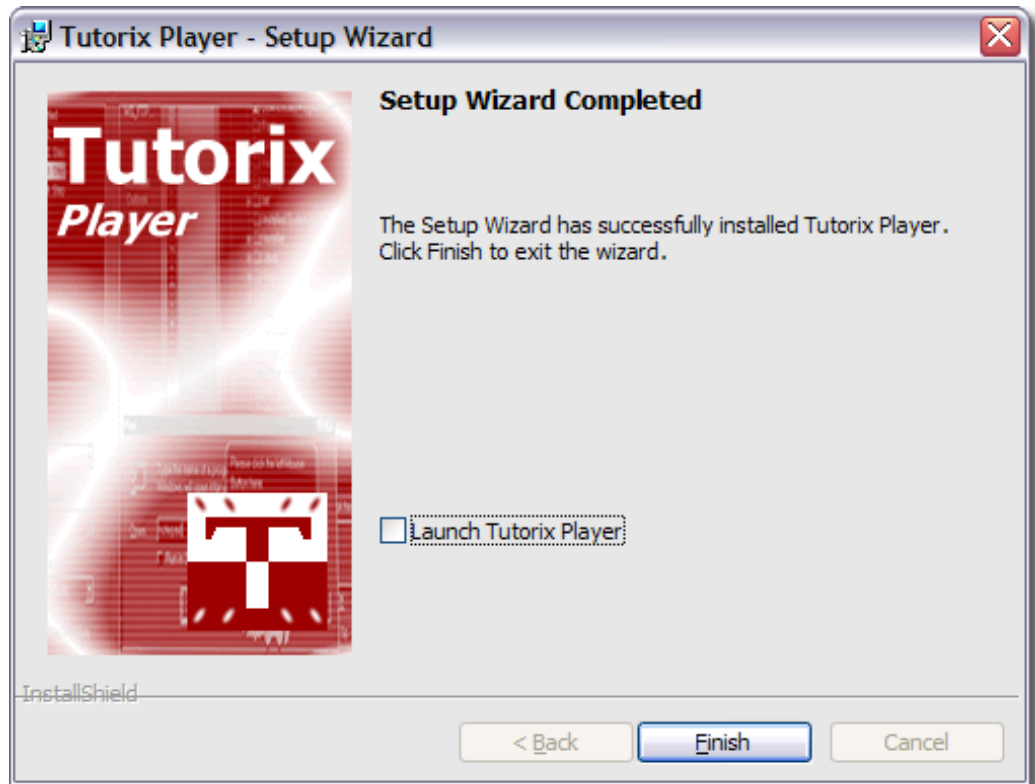 Tutorix Player - Setup Wizard
Tutorix
Player
Setup Wizard Completed
The Setup Wizard has successfully installed Tutorix Player.
Click Finish to exit the wizard.
Launch Tutorix Player
InstallShield
< Back
Finish
Cancel